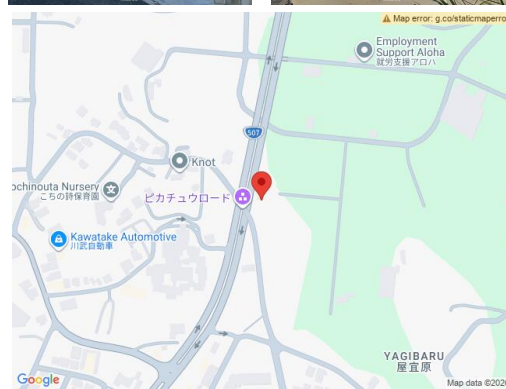 Map error: g.co/staticmaperro
Employment
Support Aloha
就労支援アロハ
507
Knot
ochinouta Nursery
こちの詩保育園
ピカチュウロード
Kawatake Automotive
川武自動車
YAGIBARU
屋宜原
Google
Map data ©202